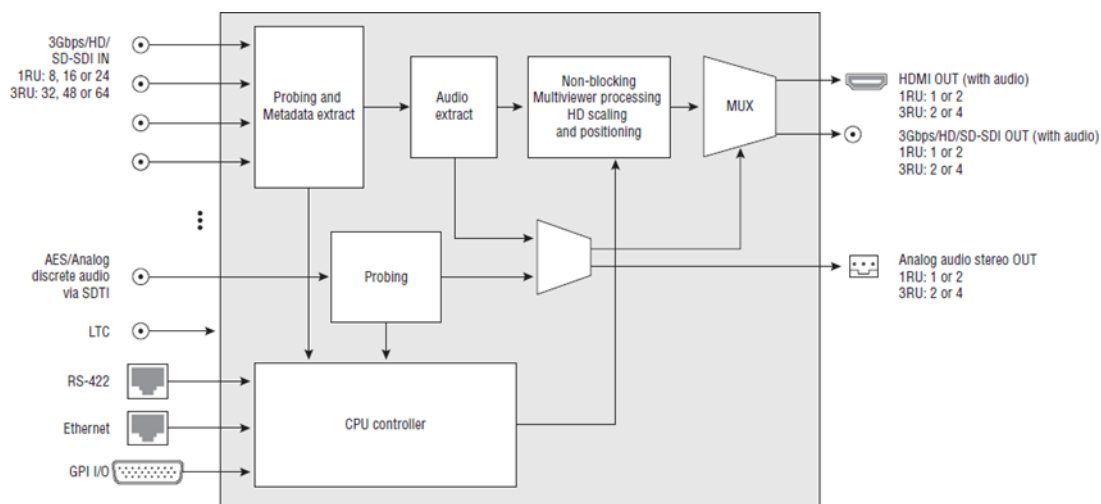 3Gbps/HD/
SD-SDI IN
1RU: 8, 16 or 24
3RU: 32, 48 or 64
Probing and
Metadata extract
Audio
extract
Non-blocking
Multiviewer processing
HD scaling
and positioning
MUX
HDMI OUT (with audio)
1RU: 1 or 2
3RU: 2 or 4
3Gbps/HD/SD-SDI OUT (with audio)
1RU: 1 or 2
3RU: 2 or 4
AES/Analog
discrete audio
via SDTI
Probing
Analog audio stereo OUT
1RU: 1 or 2
3RU: 2 or 4
LTC
RS-422
Ethernet
GPI I/O
CPU controller